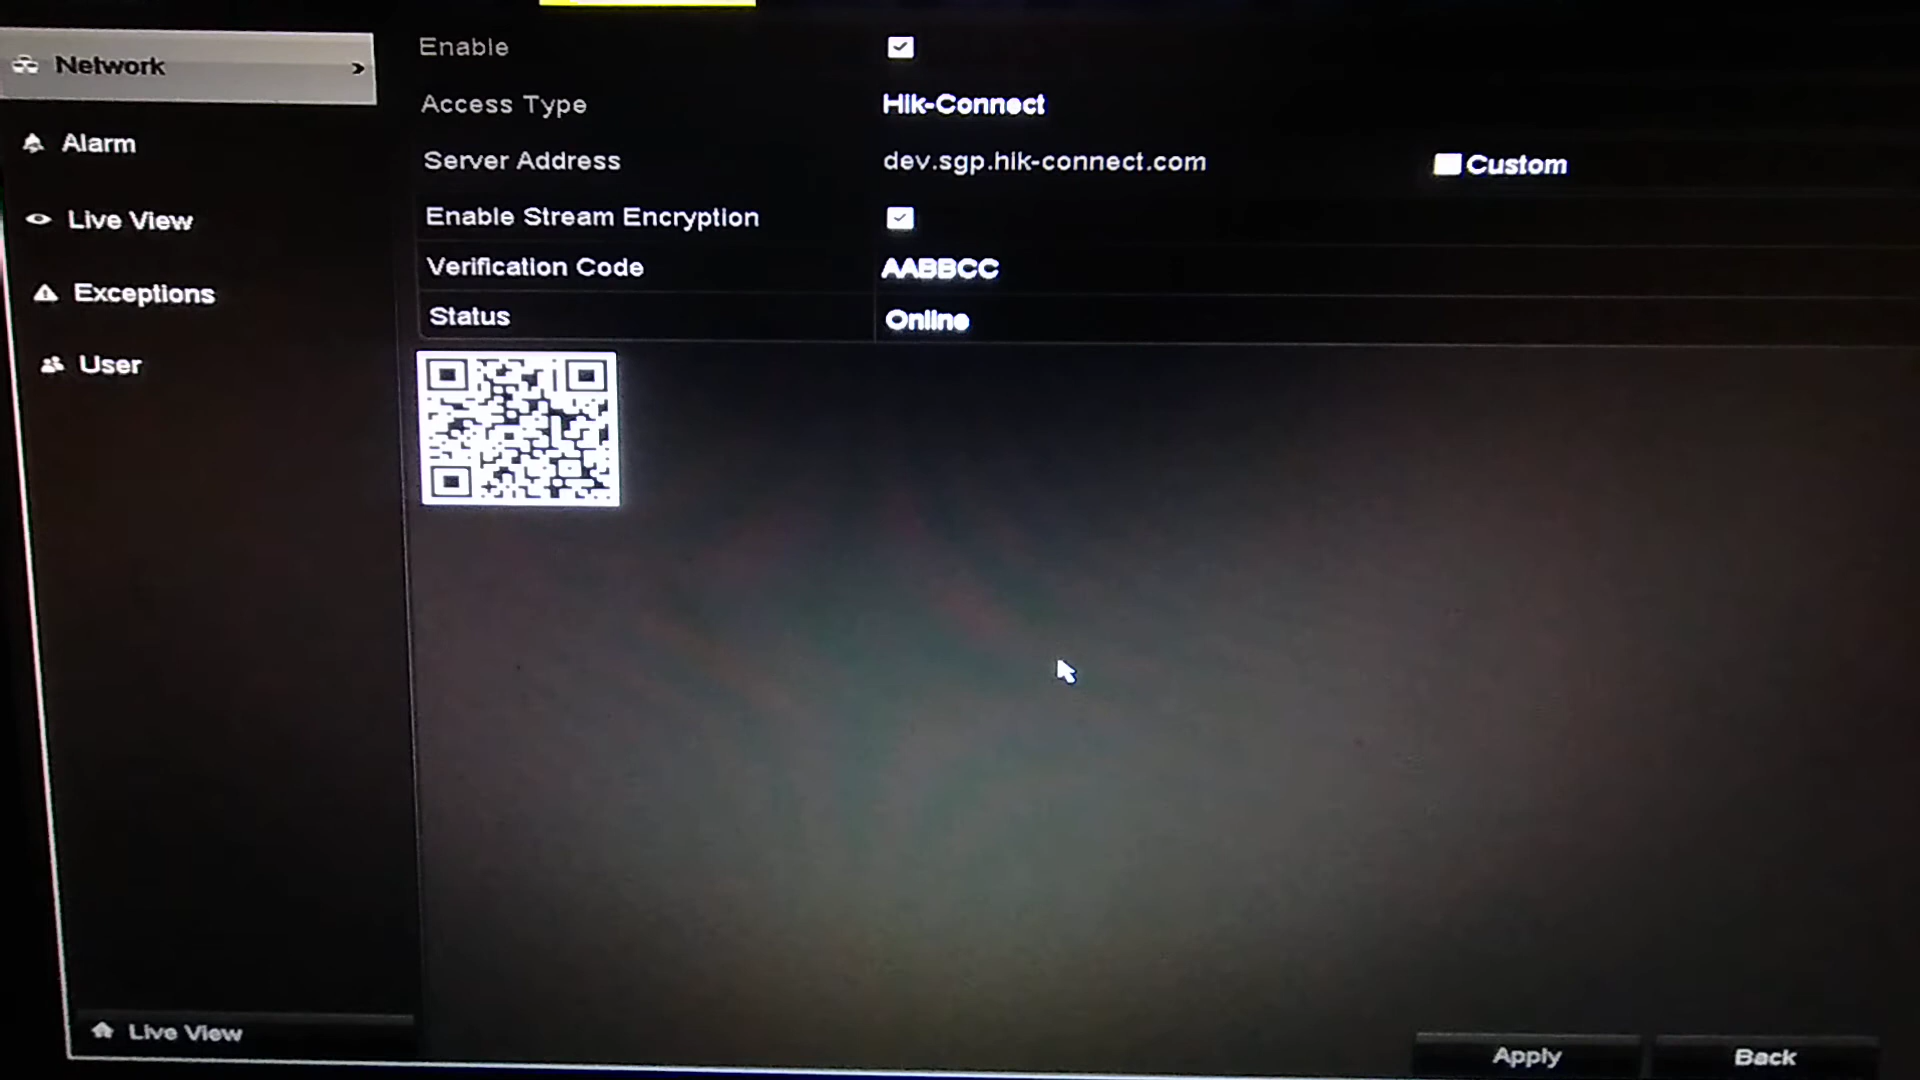 Network
Alarm
Live View
Exceptions
User
Live View
Enable
Access Type Hik-Connect
Server Address dev.sgp.hik-connect.com Custom
Enable Stream Encryption
Verification Code AABBCC
Status Online
Apply Back